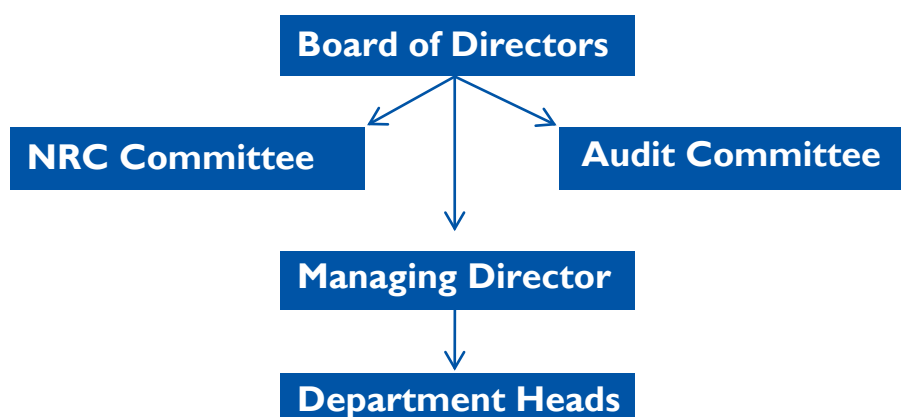 Board of Directors
NRC Committee
Audit Committee
Managing Director
Department Heads